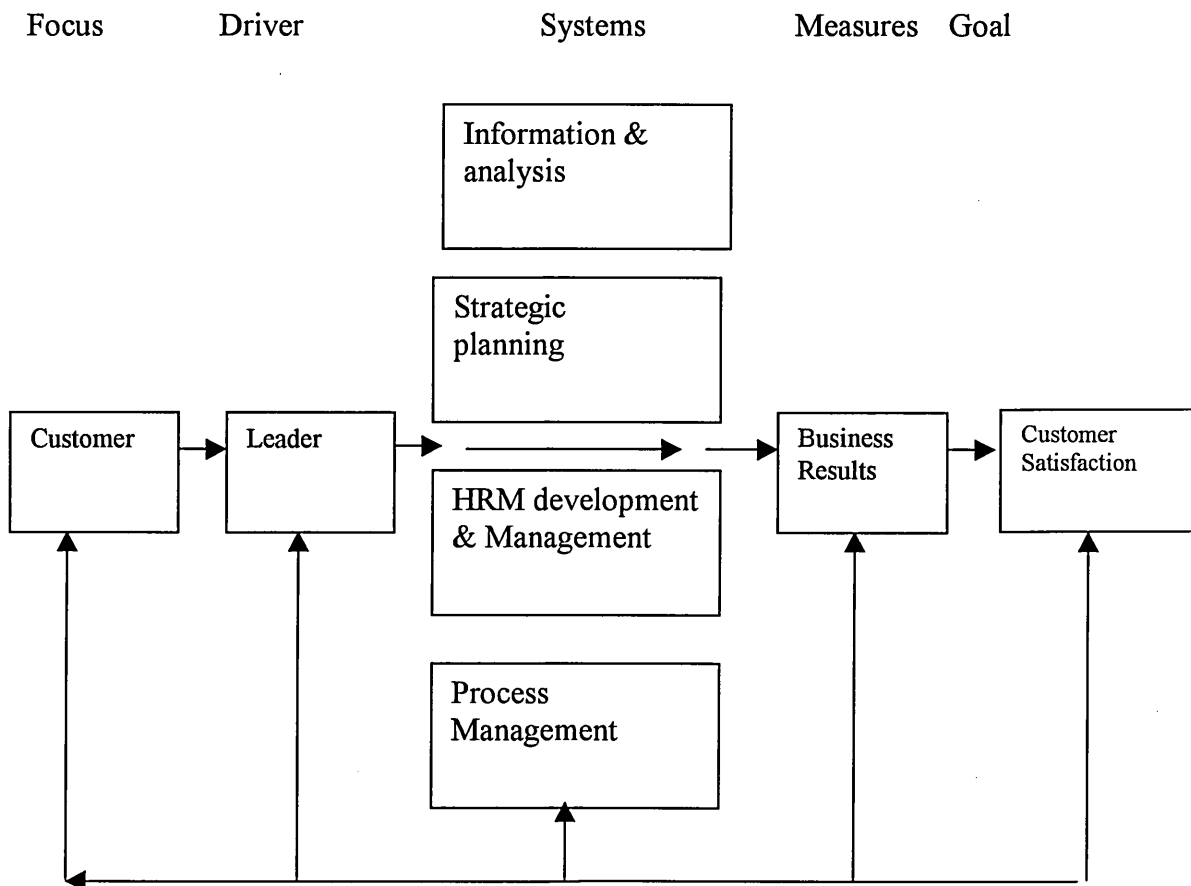 Focus Driver Systems Measures Goal
Information &
analysis
Strategic
planning
Customer
Leader
HRM development
& Management
Business
Results
Customer
Satisfaction
Process
Management